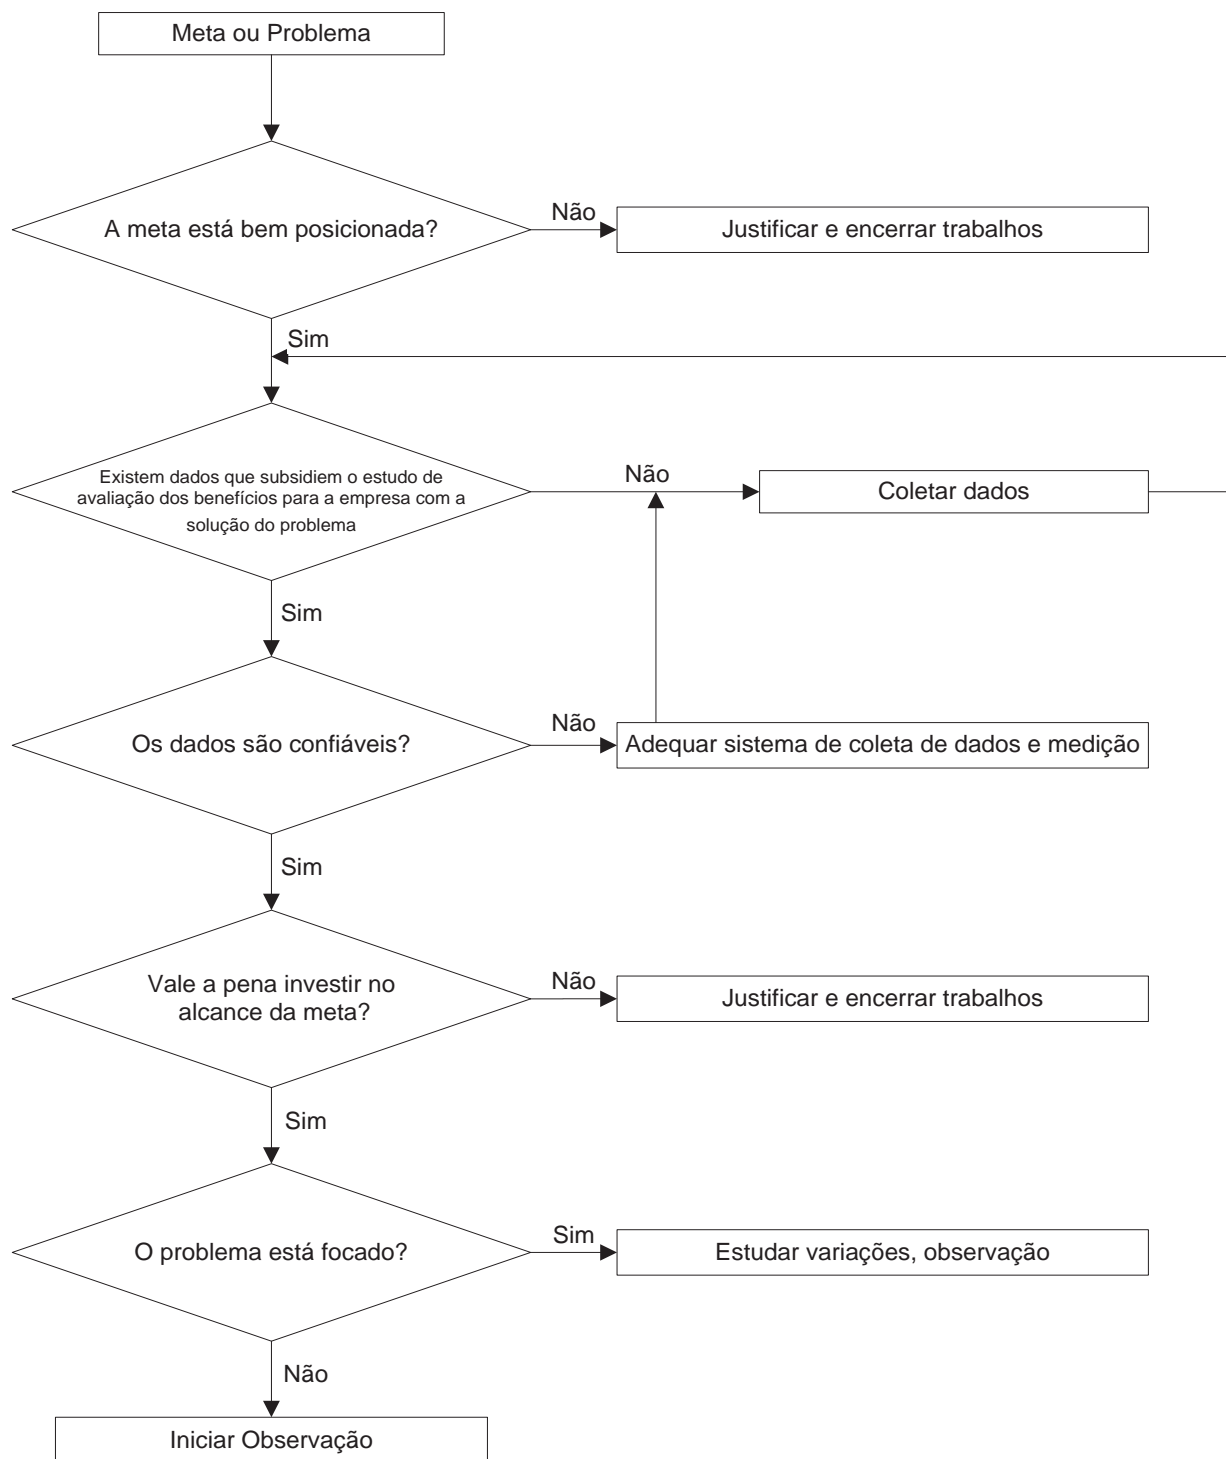 Meta ou Problema
A meta está bem posicionada?
Não
Justificar e encerrar trabalhos
Sim
Existem dados que subsidiem o estudo de
avaliação dos benefícios para a empresa com a
solução do problema
Não
Coletar dados
Sim
Os dados são confiáveis?
Não
Adequar sistema de coleta de dados e medição
Sim
Vale a pena investir no
alcance da meta?
Não
Justificar e encerrar trabalhos
Sim
O problema está focado?
Sim
Estudar variações, observação
Não
Iniciar Observação